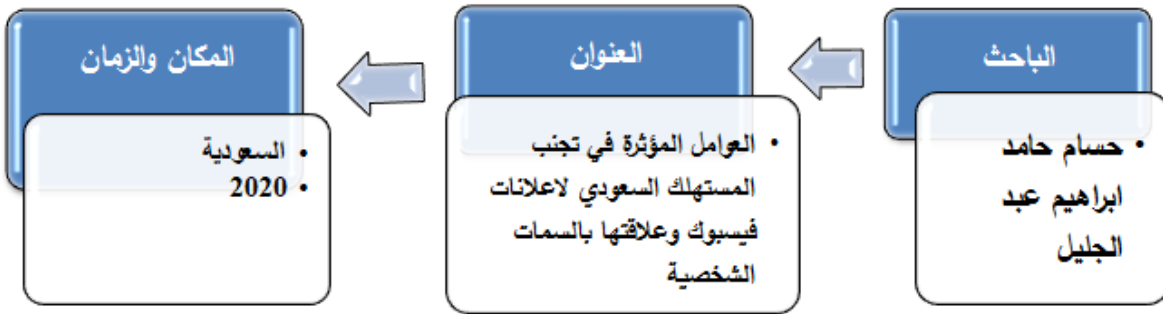 الباحث
• حسام حامد
ابراهيم عبد
الجليل
العنوان
• العوامل المؤثرة في تجنب
المستهلك السعودي لاعلانات
فيسبوك وعلاقتها بالسمات
الشخصية
المكان والزمان
• السعودية
• 2020